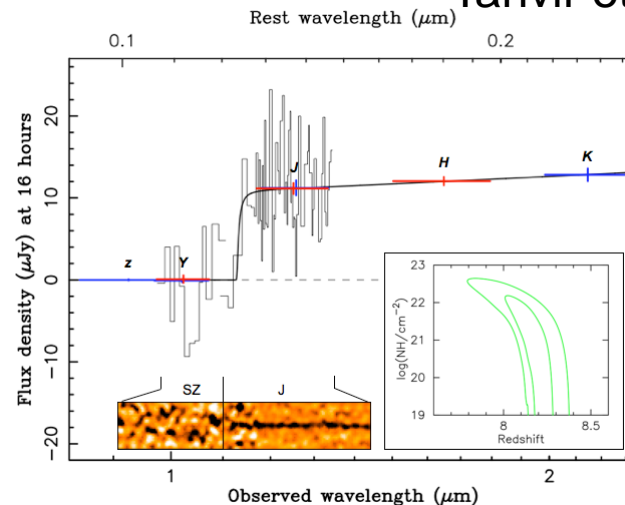 Rest wavelength (μm)
0.1 0.2
Flux density (μJy) at 16 hours
20
10
0
−10
−20
z Y J H K
SZ J
log(NH/cm⁻²)
23
22
21
20
19
8 8.5
Redshift
1 2
Observed wavelength (μm)